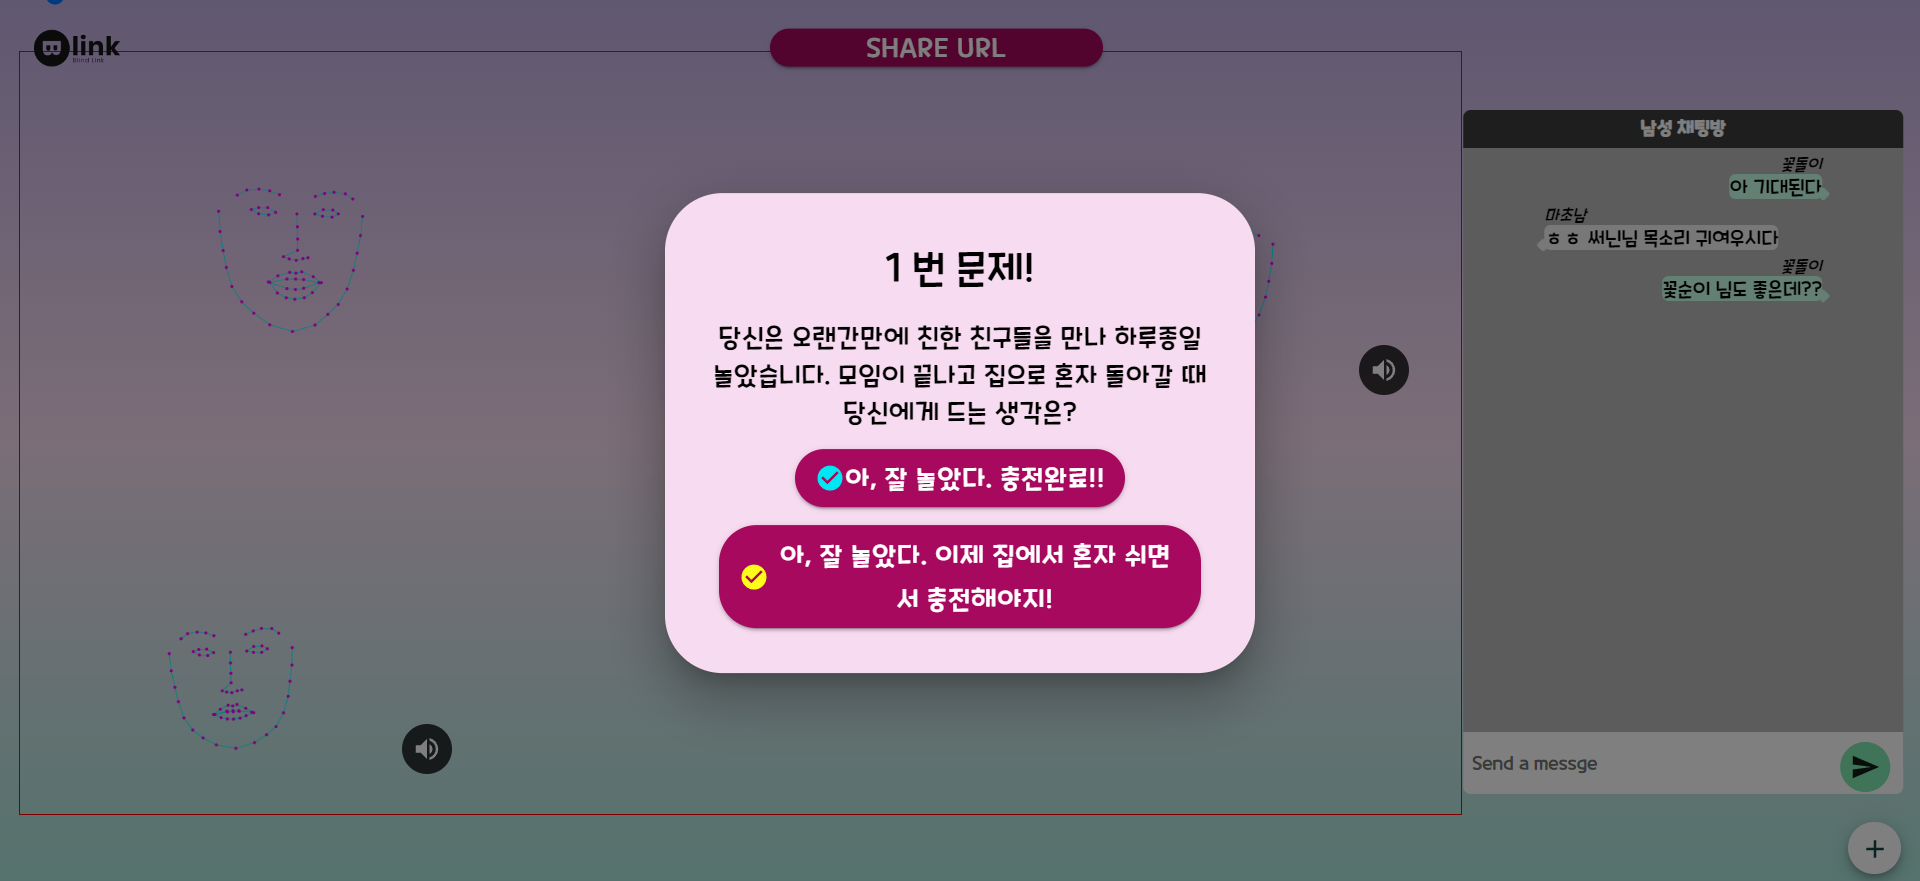 link
Blind Link
SHARE URL
남성 채팅방
꽃돌이
아 기대된다
마초남
ㅎㅎ 써닌님 목소리 귀여우시다
꽃돌이
꽃순이 님도 좋은데??
1번 문제!
당신은 오랜간만에 친한 친구들을 만나 하루종일
놀았습니다. 모임이 끝나고 집으로 혼자 돌아갈 때
당신에게 드는 생각은?
아, 잘 놀았다. 충전완료!!
아, 잘 놀았다. 이제 집에서 혼자 쉬면
서 충전해야지!
Send a messge